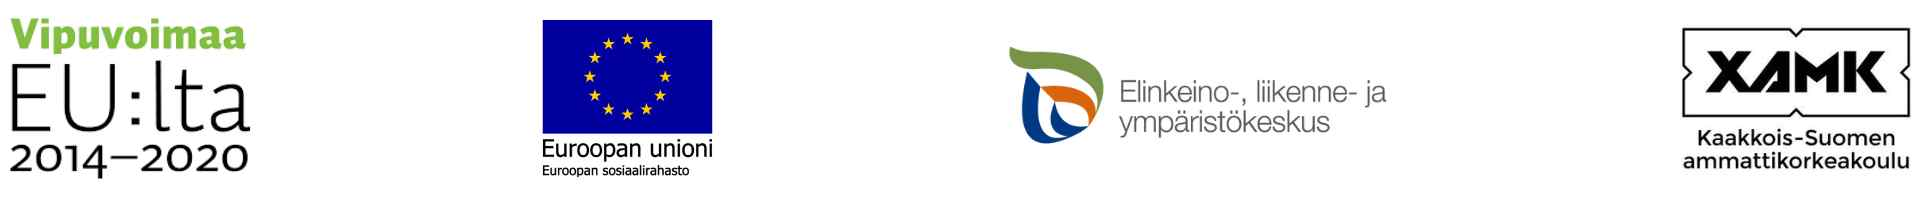 Vipuvoimaa
EU:lta
2014–2020
Euroopan unioni
Euroopan sosiaalirahasto
Elinkeino-, liikenne- ja
ympäristökeskus
XAMK
Kaakkois-Suomen
ammattikorkeakoulu